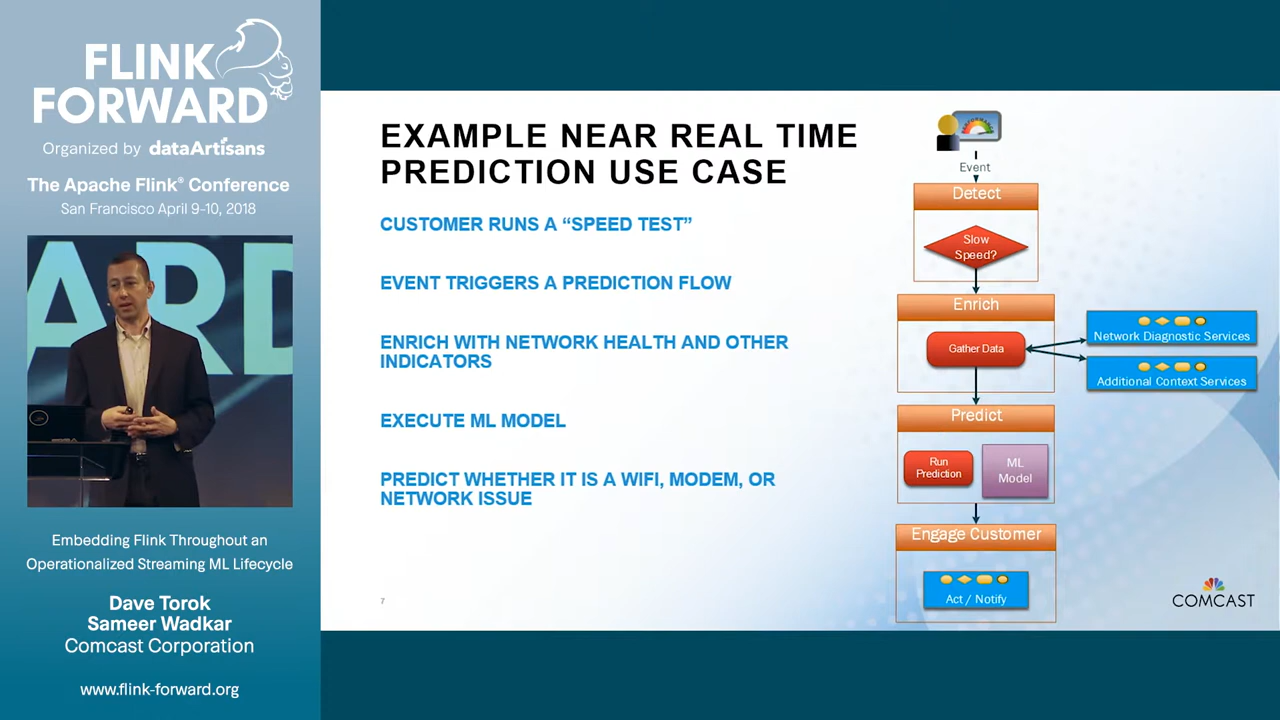 FLINK
FORWARD
Organized by dataArtisans
The Apache Flink® Conference
San Francisco April 9-10, 2018
ARD
Embedding Flink Throughout an
Operationalized Streaming ML Lifecycle
Dave Torok
Sameer Wadkar
Comcast Corporation
www.flink-forward.org
EXAMPLE NEAR REAL TIME
PREDICTION USE CASE
CUSTOMER RUNS A “SPEED TEST”
EVENT TRIGGERS A PREDICTION FLOW
ENRICH WITH NETWORK HEALTH AND OTHER
INDICATORS
EXECUTE ML MODEL
PREDICT WHETHER IT IS A WIFI, MODEM, OR
NETWORK ISSUE
7
Event
Detect
Slow
Speed?
Enrich
Gather Data
Network Diagnostic Services
Additional Context Services
Predict
Run
Prediction
ML
Model
Engage Customer
Act / Notify
COMCAST